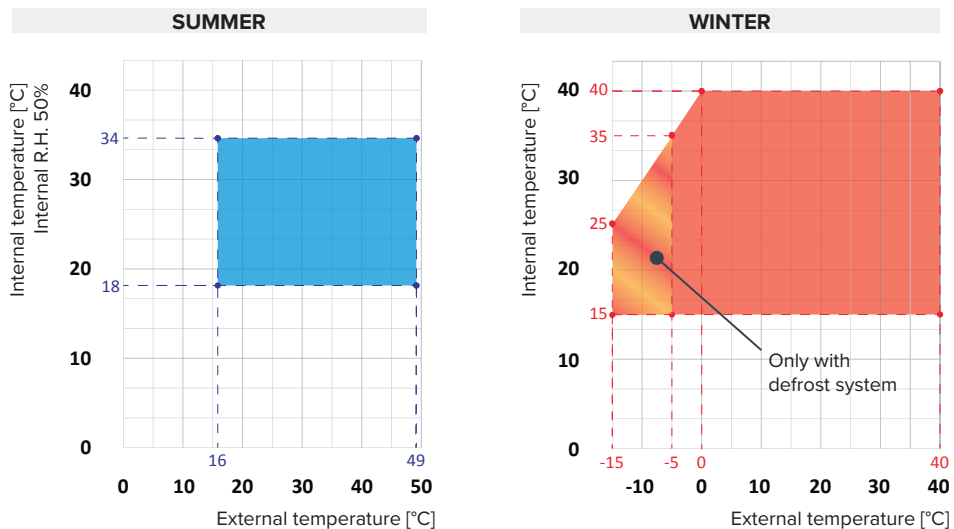 SUMMER
Internal temperature [°C]
Internal R.H. 50%
40
34
30
20
18
10
0
16
49
0 10 20 30 40 50
External temperature [°C]
WINTER
Internal temperature [°C]
40
40
35
30
25
20
15
10
Only with
defrost system
0
-15 -5 0 40
-10 0 10 20 30 40
External temperature [°C]